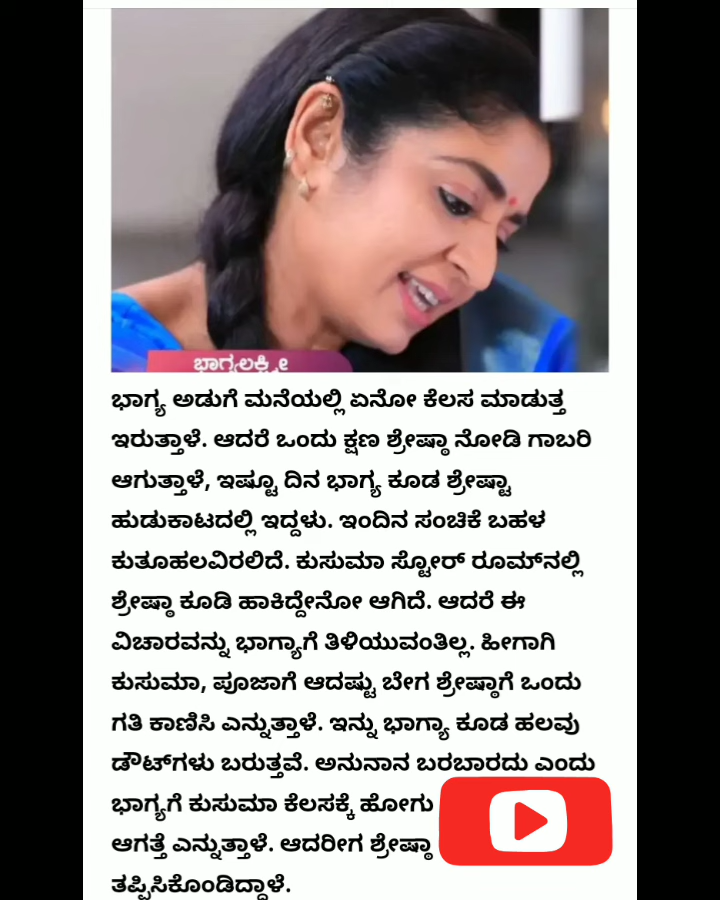 ಭಾಗ್ಯಲಕ್ಷ್ಮೀ
ಭಾಗ್ಯ ಅಡುಗೆ ಮನೆಯಲ್ಲಿ ಏನೋ ಕೆಲಸ ಮಾಡುತ್ತ
ಇರುತ್ತಾಳೆ. ಆದರೆ ಒಂದು ಕ್ಷಣ ಶ್ರೇಷ್ಠಾ ನೋಡಿ ಗಾಬರಿ
ಆಗುತ್ತಾಳೆ, ಇಷ್ಟೂ ದಿನ ಭಾಗ್ಯ ಕೂಡ ಶ್ರೇಷ್ಟಾ
ಹುಡುಕಾಟದಲ್ಲಿ ಇದ್ದಳು. ಇಂದಿನ ಸಂಚಿಕೆ ಬಹಳ
ಕುತೂಹಲವಿರಲಿದೆ. ಕುಸುಮಾ ಸ್ಟೋರ್ ರೂಮ್‌ನಲ್ಲಿ
ಶ್ರೇಷ್ಠಾ ಕೂಡಿ ಹಾಕಿದ್ದೇನೋ ಆಗಿದೆ. ಆದರೆ ಈ
ವಿಚಾರವನ್ನು ಭಾಗ್ಯಾಗೆ ತಿಳಿಯುವಂತಿಲ್ಲ. ಹೀಗಾಗಿ
ಕುಸುಮಾ, ಪೂಜಾಗೆ ಆದಷ್ಟು ಬೇಗ ಶ್ರೇಷ್ಠಾಗೆ ಒಂದು
ಗತಿ ಕಾಣಿಸಿ ಎನ್ನುತ್ತಾಳೆ. ಇನ್ನು ಭಾಗ್ಯಾ ಕೂಡ ಹಲವು
ಡೌಟ್‌ಗಳು ಬರುತ್ತವೆ. ಅನುನಾನ ಬರಬಾರದು ಎಂದು
ಭಾಗ್ಯಗೆ ಕುಸುಮಾ ಕೆಲಸಕ್ಕೆ ಹೋಗು
ಆಗತ್ತೆ ಎನ್ನುತ್ತಾಳೆ. ಆದರೀಗ ಶ್ರೇಷ್ಠಾ
ತಪ್ಪಿಸಿಕೊಂಡಿದ್ದಾಳೆ.